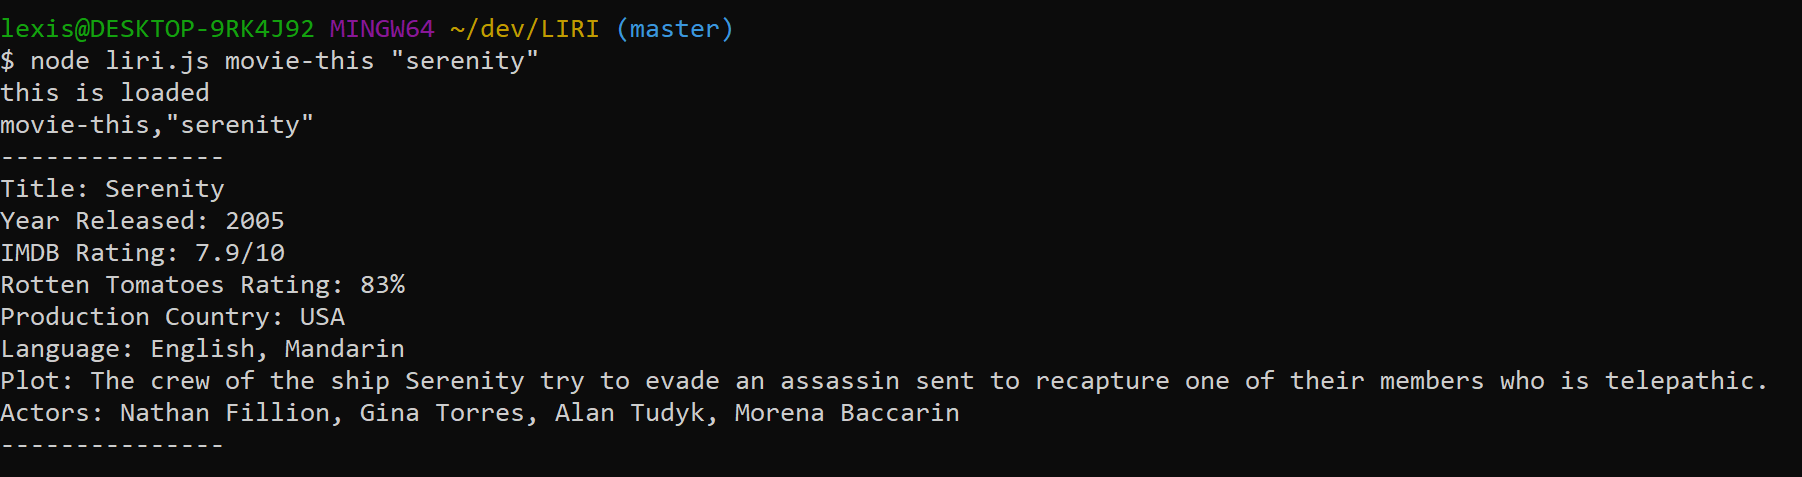 lexis@DESKTOP-9RK4J92 MINGW64 ~/dev/LIRI (master)
$ node liri.js movie-this "serenity"
this is loaded
movie-this,"serenity"
---------------
Title: Serenity
Year Released: 2005
IMDB Rating: 7.9/10
Rotten Tomatoes Rating: 83%
Production Country: USA
Language: English, Mandarin
Plot: The crew of the ship Serenity try to evade an assassin sent to recapture one of their members who is telepathic.
Actors: Nathan Fillion, Gina Torres, Alan Tudyk, Morena Baccarin
---------------